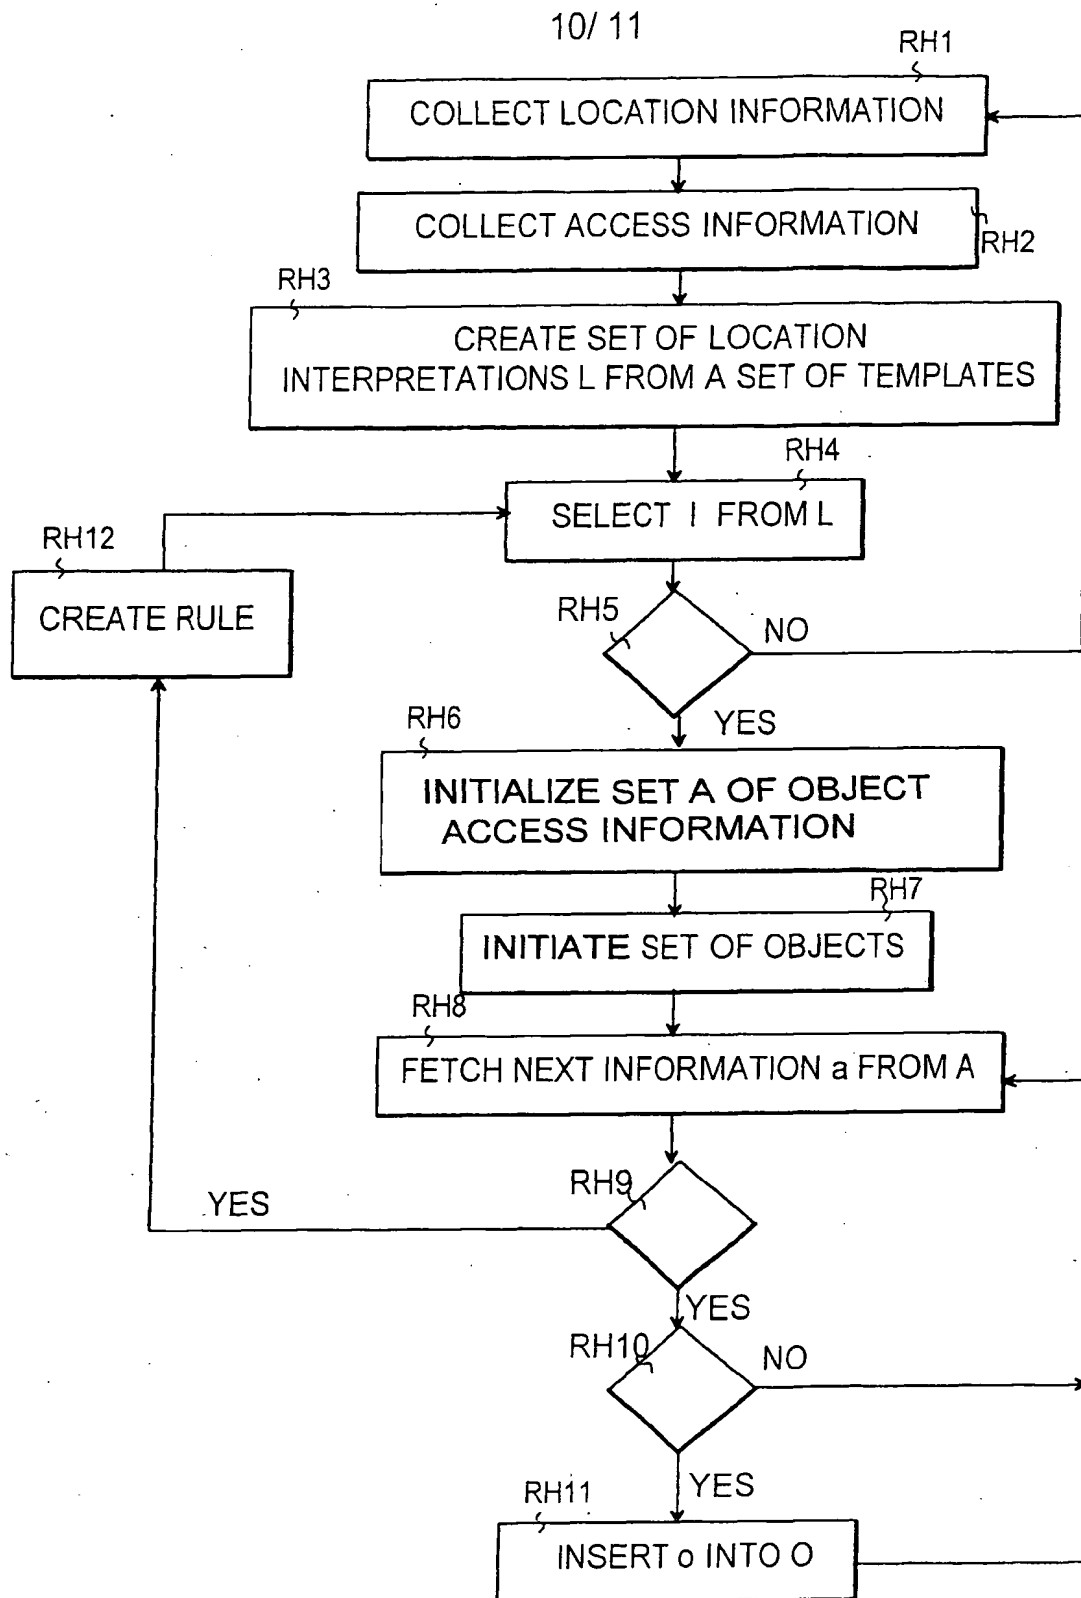 10/ 11
RH1
COLLECT LOCATION INFORMATION
COLLECT ACCESS INFORMATION
RH2
RH3
CREATE SET OF LOCATION
INTERPRETATIONS L FROM A SET OF TEMPLATES
RH4
SELECT l FROM L
RH12
CREATE RULE
RH5
NO
YES
RH6
INITIALIZE SET A OF OBJECT
ACCESS INFORMATION
RH7
INITIATE SET OF OBJECTS
RH8
FETCH NEXT INFORMATION a FROM A
RH9
YES
YES
RH10
NO
YES
RH11
INSERT o INTO O